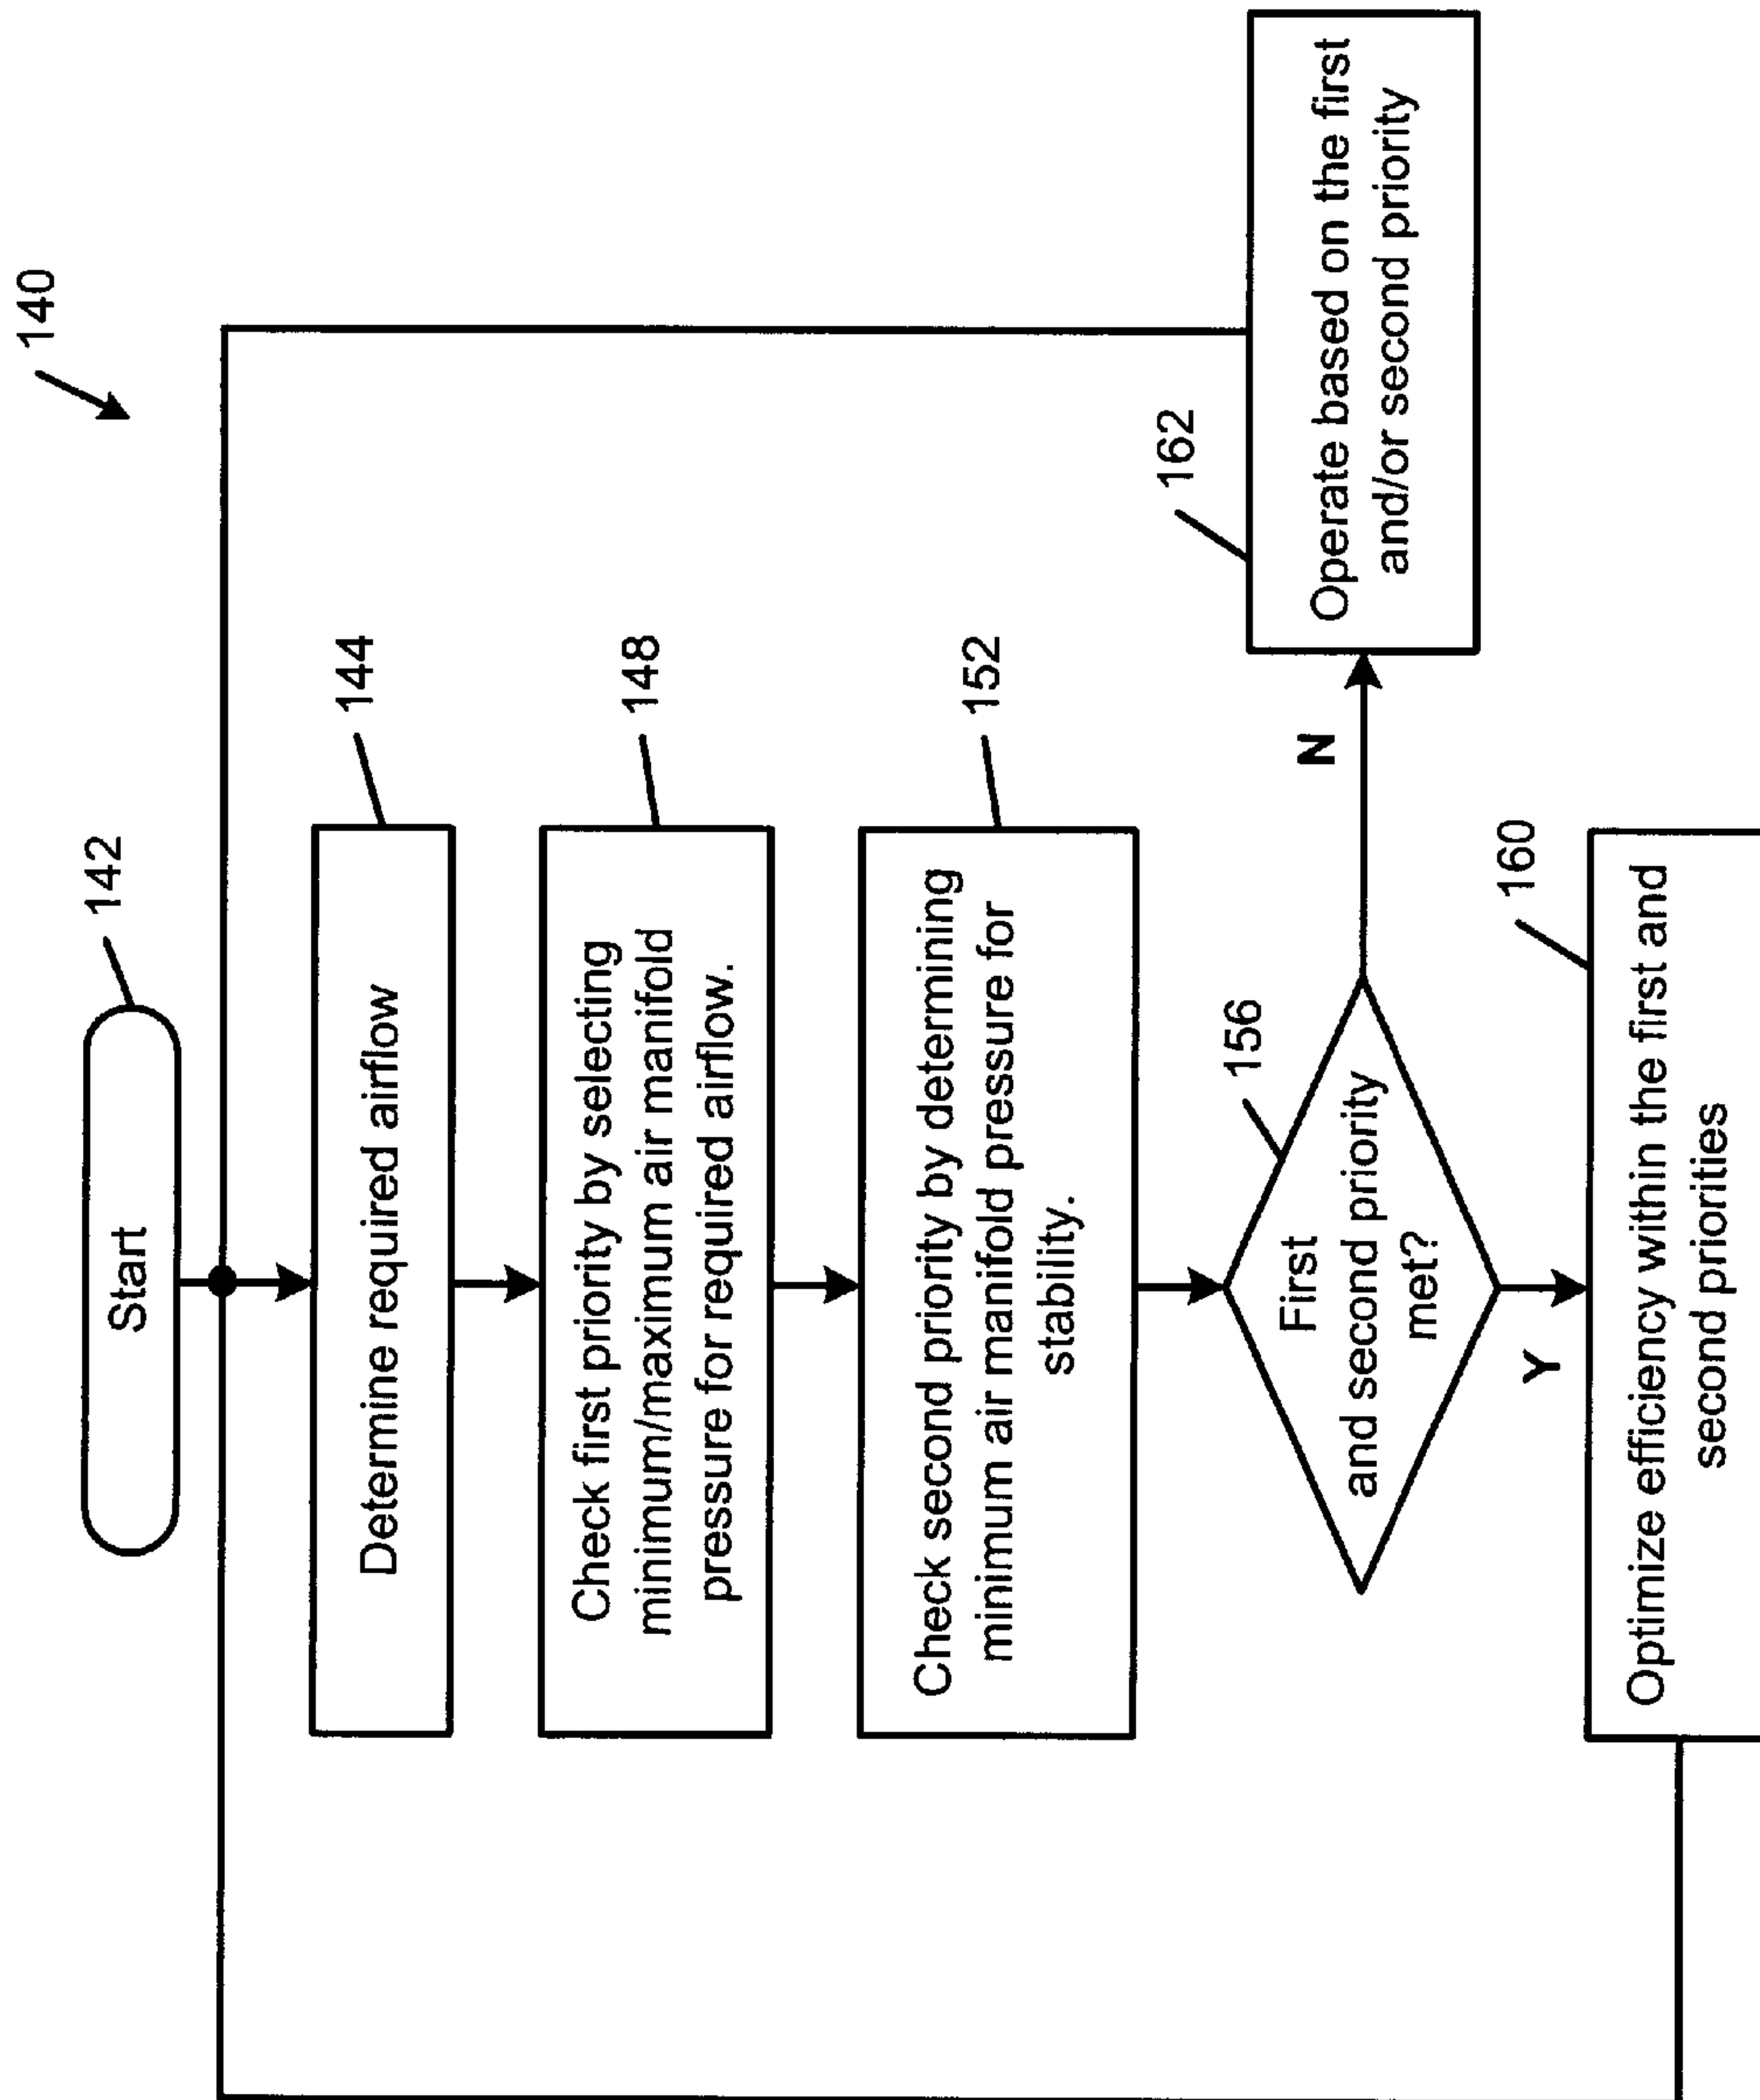 140
Start
142
Determine required airflow
144
Check first priority by selecting
minimum/maximum air manifold
pressure for required airflow.
148
Check second priority by determining
minimum air manifold pressure for
stability.
152
First
and second priority
met?
156
N
Operate based on the first
and/or second priority
162
Y
Optimize efficiency within the first and
second priorities
160